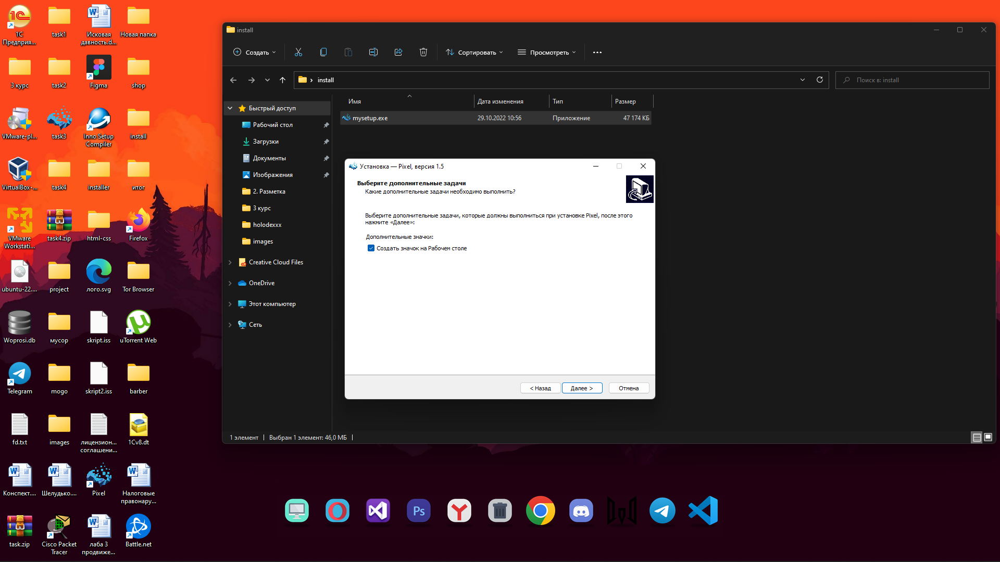 1C
Предприя...
task1
Исковая
давность.d...
Новая папка
3 курс
task2
Figma
shop
VMware-pl...
task3
Inno Setup
Compiler
install
VirtualBox-...
task4
installer
итог
VMware
Workstati...
task4.zip
html-css
Firefox
ubuntu-22....
project
лого.svg
Tor Browser
Woprosi.db
мусор
skript.iss
uTorrent Web
Telegram
mogo
skript2.iss
barber
fd.txt
images
лицензион...
соглашени...
1Cv8.dt
Конспект....
Шелудько....
Pixel
Налоговые
правонару...
task.zip
Cisco Packet
Tracer
лаба 3
продвиже...
Battle.net
install
Создать
Сортировать
Просмотреть
install
Поиск в: install
Быстрый доступ
Рабочий стол
Загрузки
Документы
Изображения
2. Разметка
3 курс
holodexxx
images
Creative Cloud Files
OneDrive
Этот компьютер
Сеть
Имя
Дата изменения
Тип
Размер
mysetup.exe
29.10.2022 10:56
Приложение
47 174 КБ
Установка — Pixel, версия 1.5
Выберите дополнительные задачи
Какие дополнительные задачи необходимо выполнить?
Выберите дополнительные задачи, которые должны выполниться при установке Pixel, после этого
нажмите «Далее»:
Дополнительные значки:
Создать значок на Рабочем столе
< Назад
Далее >
Отмена
1 элемент
Выбран 1 элемент: 46,0 МБ
Ps